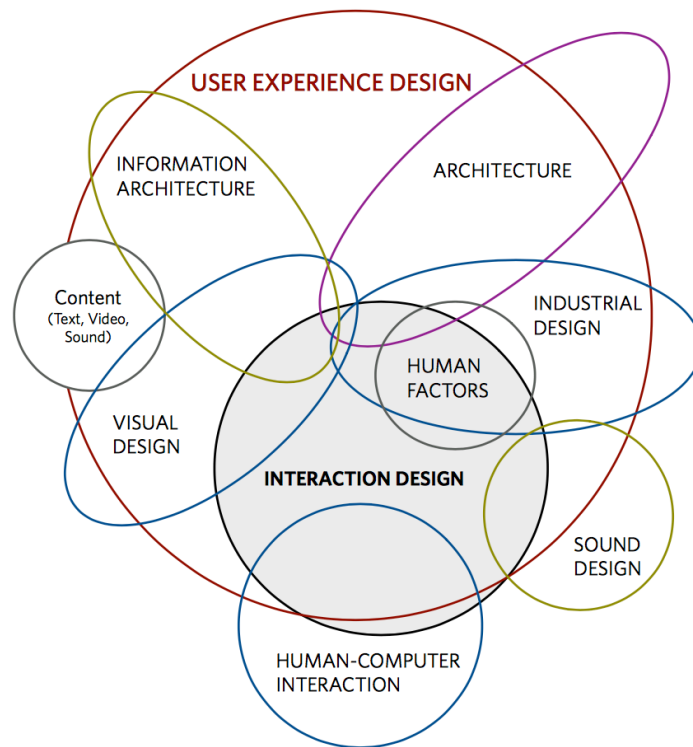 USER EXPERIENCE DESIGN
INFORMATION
ARCHITECTURE
ARCHITECTURE
Content
(Text, Video,
Sound)
INDUSTRIAL
DESIGN
HUMAN
FACTORS
VISUAL
DESIGN
INTERACTION DESIGN
SOUND
DESIGN
HUMAN-COMPUTER
INTERACTION